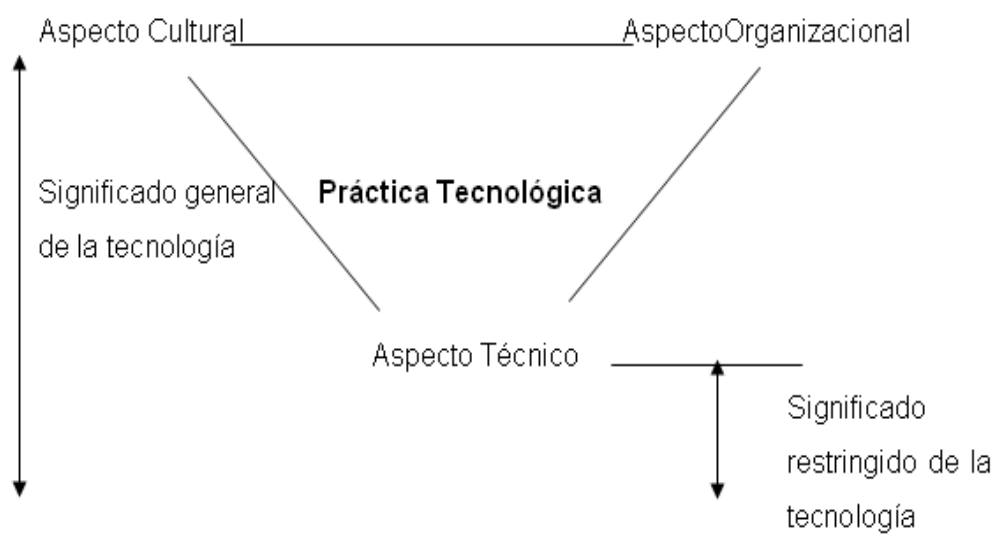 Aspecto Cultural
AspectoOrganizacional
Significado general
de la tecnología
Práctica Tecnológica
Aspecto Técnico
Significado
restringido de la
tecnología